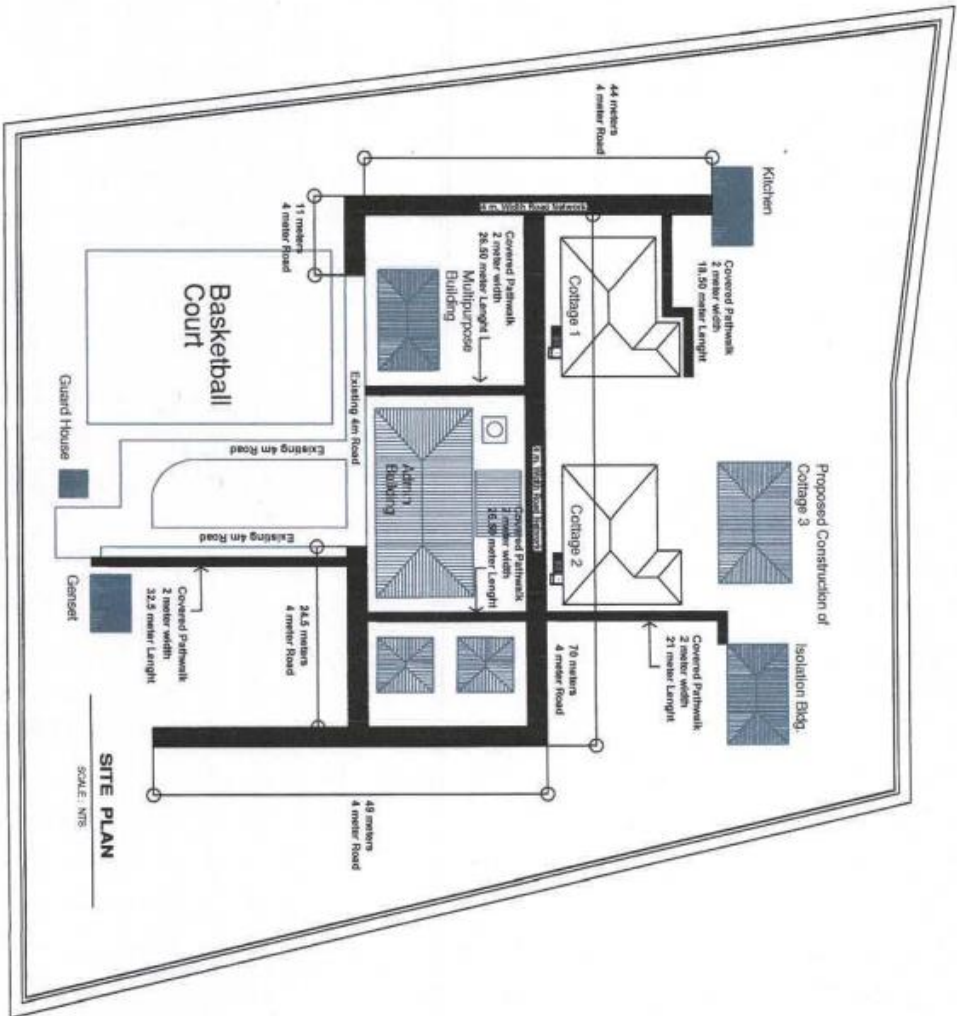 Proposed Construction of
Cottage 3
Isolation Bldg.
Kitchen
Covered Pathwalk
2 meter width
18.50 meter Lenght
Covered Pathwalk
2 meter width
21 meter Lenght
44 meters
4 meter Road
Cottage 1
Cottage 2
70 meters
4 meter Road
4 m. Width Road Network
4 m. Width Road Network
Covered Pathwalk
2 meter width
26.50 meter Lenght
Multipurpose
Building
Covered Pathwalk
2 meter width
26.50 meter Lenght
Admin
Building
11 meters
4 meter Road
Existing 4m Road
49 meters
4 meter Road
24.5 meters
4 meter Road
Existing 4m Road
Existing 4m Road
Basketball
Court
Covered Pathwalk
2 meter width
32.5 meter Lenght
Guard House
Genset
SITE PLAN
SCALE : NTS